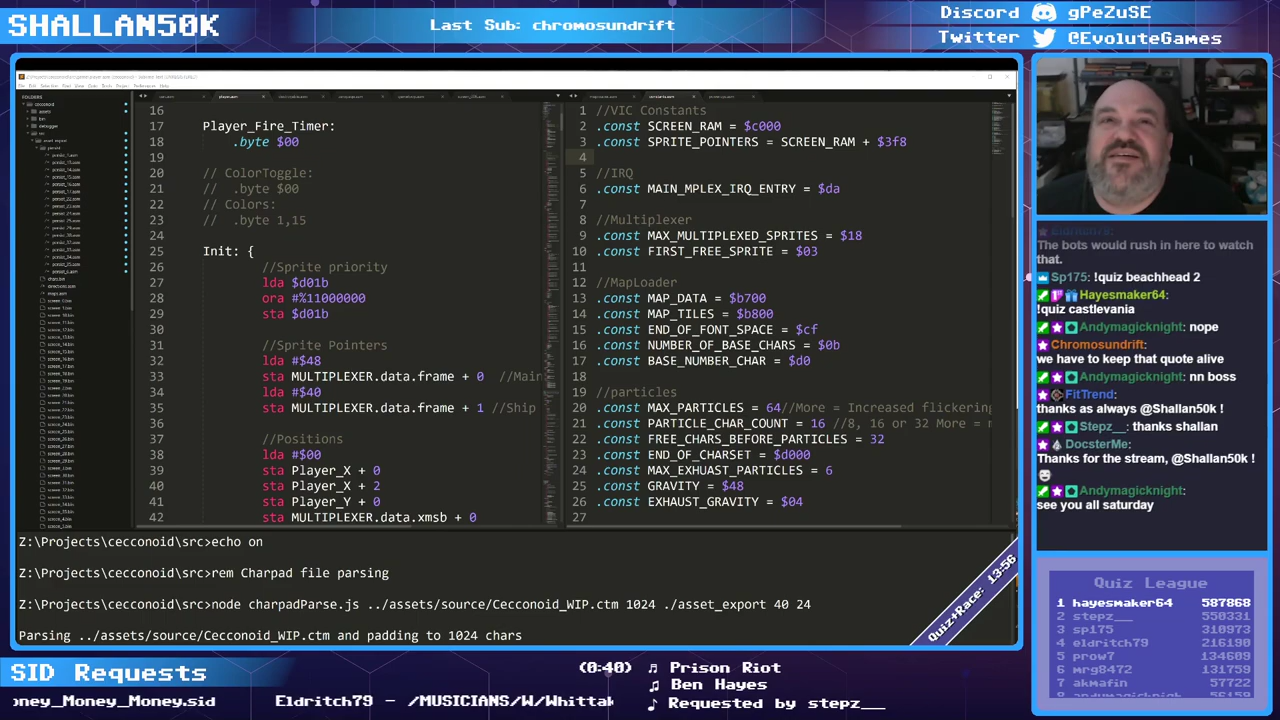 SHALLAN50K
Last Sub: chromosundrift
Discord gPeZuSE
Twitter @EvoluteGames
FOLDERS
16
17 Player_Fire_Timer:
18 .byte $00
19
20 // ColorToggle:
21 // .byte $00
22 // Colors:
23 // .byte 1,15
24
25 Init: {
26 //Sprite priority
27 lda $d01b
28 ora #%11000000
29 sta $d01b
30
31 //Sprite Pointers
32 lda #$48
33 sta MULTIPLEXER.data.frame + 0 //Main
34 lda #$40
35 sta MULTIPLEXER.data.frame + 1 //Ship
36
37 //Positions
38 lda #$00
39 sta Player_X + 0
40 sta Player_X + 2
41 sta Player_Y + 0
42 sta MULTIPLEXER.data.xmsb + 0
1 //VIC Constants
2 .const SCREEN_RAM = $c000
3 .const SPRITE_POINTERS = SCREEN_RAM + $3f8
4
5 //IRQ
6 .const MAIN_MPLEX_IRQ_ENTRY = $da
7
8 //Multiplexer
9 .const MAX_MULTIPLEXED_SPRITES = $18
10 .const FIRST_FREE_SPRITE = $03
11
12 //MapLoader
13 .const MAP_DATA = $b700
14 .const MAP_TILES = $b800
15 .const END_OF_FONT_SPACE = $cf
16 .const NUMBER_OF_BASE_CHARS = $0b
17 .const BASE_NUMBER_CHAR = $d0
18
19 //particles
20 .const MAX_PARTICLES = 64//More = Increased flickering
21 .const PARTICLE_CHAR_COUNT = 16 //8, 16 or 32 More =
22 .const FREE_CHARS_BEFORE_PARTICLES = 32
23 .const END_OF_CHARSET = $d000
24 .const MAX_EXHUAST_PARTICLES = 6
25 .const GRAVITY = $48
26 .const EXHAUST_GRAVITY = $04
27
Z:\Projects\cecconoid\src>echo on
Z:\Projects\cecconoid\src>rem Charpad file parsing
Z:\Projects\cecconoid\src>node charpadParse.js ../assets/source/Cecconoid_WIP.ctm 1024 ./asset_export 40 24
Parsing ../assets/source/Cecconoid_WIP.ctm and padding to 1024 chars
Quiz+Race: 13:56
Eldritch79:
The bots would rush in here to watch
that.
Sp175: !quiz beachhead 2
Hayesmaker64:
!quiz castlevania
Andymagicknight: nope
Chromosundrift:
we have to keep that quote alive
Andymagicknight: nn boss
FitTrend:
thanks as always @Shallan50k !
Stepz__: thanks shallan
DocsterMe:
Thanks for the stream, @Shallan50k !
Andymagicknight:
see you all saturday
Quiz League
1 hayesmaker64 587868
2 stepz__ 550331
3 sp175 310973
4 eldritch79 216190
5 prow7 134609
6 mrg8472 131759
7 akmafin 57722
SID Requests
oney_Money_Money.sid Eldritch79 - /MUSICIANS/W/Whittak
(0:40) ♫ Prison Riot
♫ Ben Hayes
♪ Requested by stepz__